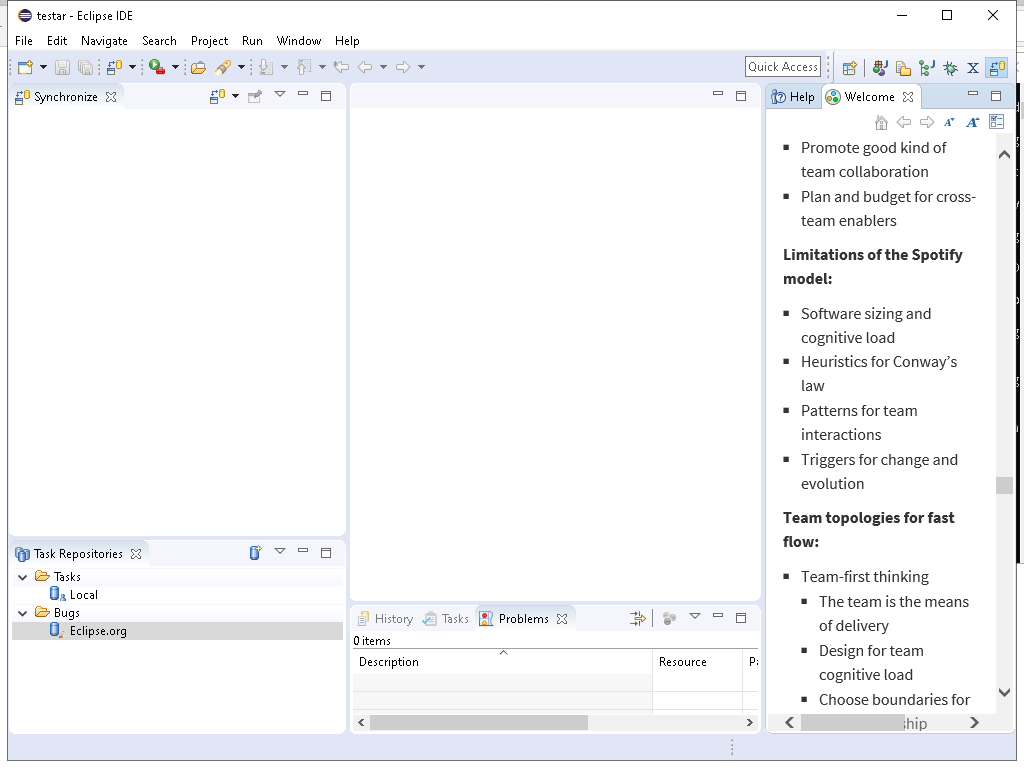 testar - Eclipse IDE
File Edit Navigate Search Project Run Window Help
Quick Access
Synchronize
Help Welcome
Promote good kind of
team collaboration
Plan and budget for cross-
team enablers
Limitations of the Spotify
model:
Software sizing and
cognitive load
Heuristics for Conway’s
law
Patterns for team
interactions
Triggers for change and
evolution
Team topologies for fast
flow:
Team-first thinking
The team is the means
of delivery
Design for team
cognitive load
Choose boundaries for
ship
Task Repositories
Tasks
Local
Bugs
Eclipse.org
History Tasks Problems
0 items
Description Resource